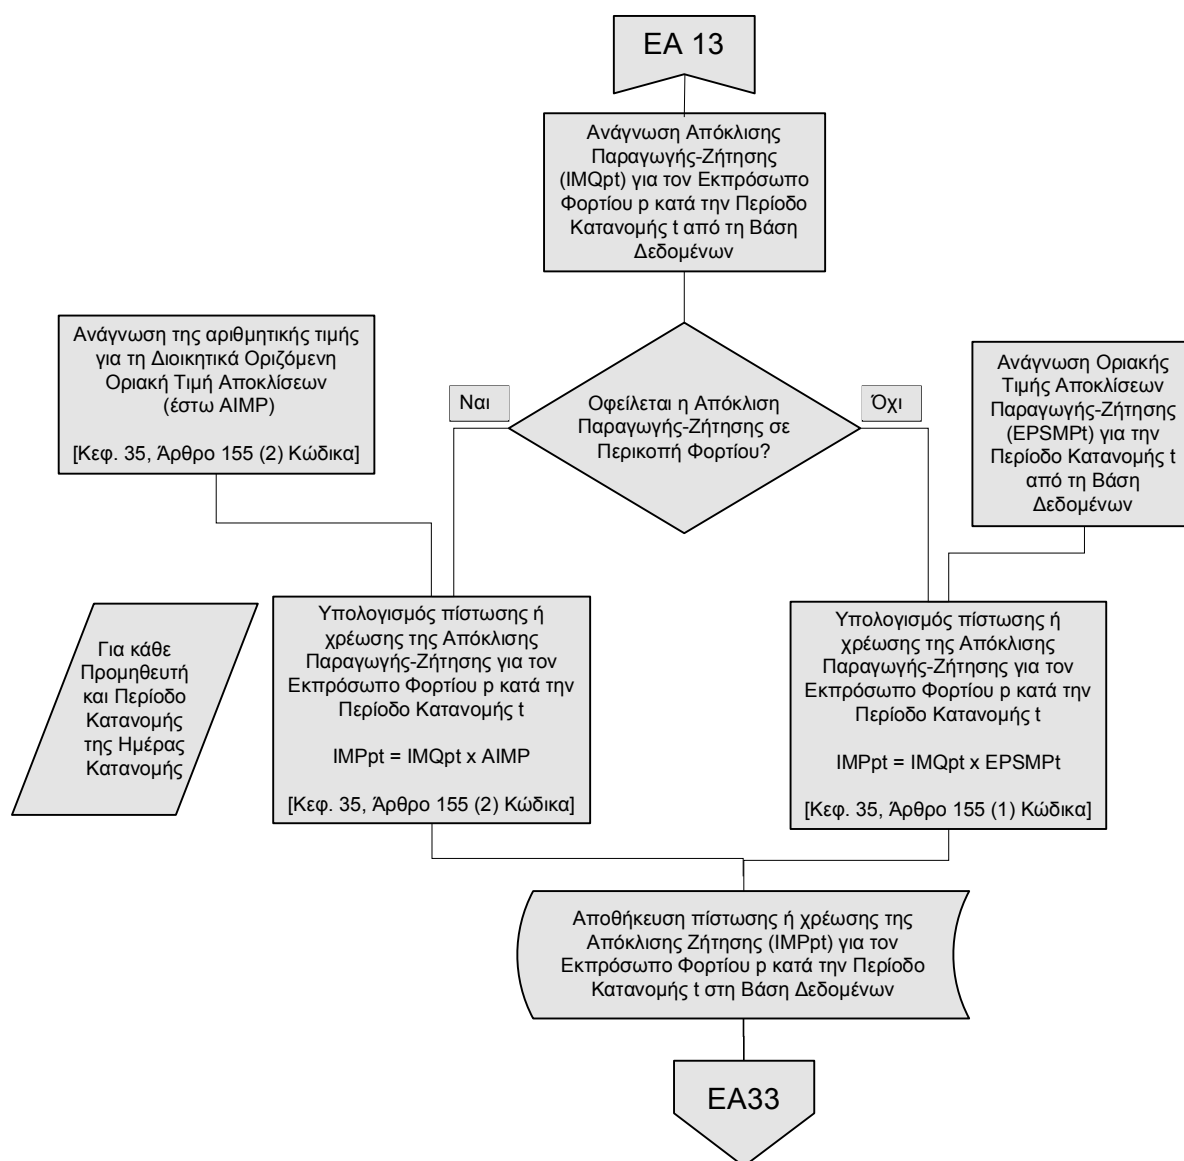 EA 13
Ανάγνωση Απόκλισης
Παραγωγής-Ζήτησης
(IMQpt) για τον Εκπρόσωπο
Φορτίου p κατά την Περίοδο
Κατανομής t από τη Βάση
Δεδομένων
Ανάγνωση της αριθμητικής τιμής
για τη Διοικητικά Οριζόμενη
Οριακή Τιμή Αποκλίσεων
(έστω AIMP)
[Κεφ. 35, Άρθρο 155 (2) Κώδικα]
Ναι
Οφείλεται η Απόκλιση
Παραγωγής-Ζήτησης σε
Περικοπή Φορτίου?
Όχι
Ανάγνωση Οριακής
Τιμής Αποκλίσεων
Παραγωγής-Ζήτησης
(EPSMPt) για την
Περίοδο Κατανομής t
από τη Βάση
Δεδομένων
Για κάθε
Προμηθευτή
και Περίοδο
Κατανομής
της Ημέρας
Κατανομής
Υπολογισμός πίστωσης ή
χρέωσης της Απόκλισης
Παραγωγής-Ζήτησης για τον
Εκπρόσωπο Φορτίου p κατά την
Περίοδο Κατανομής t
IMPpt = IMQpt x AIMP
[Κεφ. 35, Άρθρο 155 (2) Κώδικα]
Υπολογισμός πίστωσης ή
χρέωσης της Απόκλισης
Παραγωγής-Ζήτησης για τον
Εκπρόσωπο Φορτίου p κατά την
Περίοδο Κατανομής t
IMPpt = IMQpt x EPSMPt
[Κεφ. 35, Άρθρο 155 (1) Κώδικα]
Αποθήκευση πίστωσης ή χρέωσης της
Απόκλισης Ζήτησης (IMPpt) για τον
Εκπρόσωπο Φορτίου p κατά την Περίοδο
Κατανομής t στη Βάση Δεδομένων
EA33